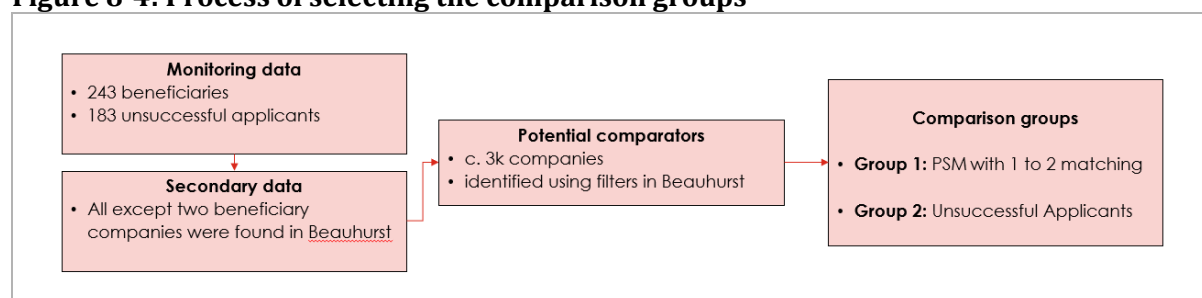 Figure 8-4: Process of selecting the comparison groups
Monitoring data
• 243 beneficiaries
• 183 unsuccessful applicants
Secondary data
• All except two beneficiary
companies were found in Beauhurst
Potential comparators
• c. 3k companies
• identified using filters in Beauhurst
Comparison groups
• Group 1: PSM with 1 to 2 matching
• Group 2: Unsuccessful Applicants